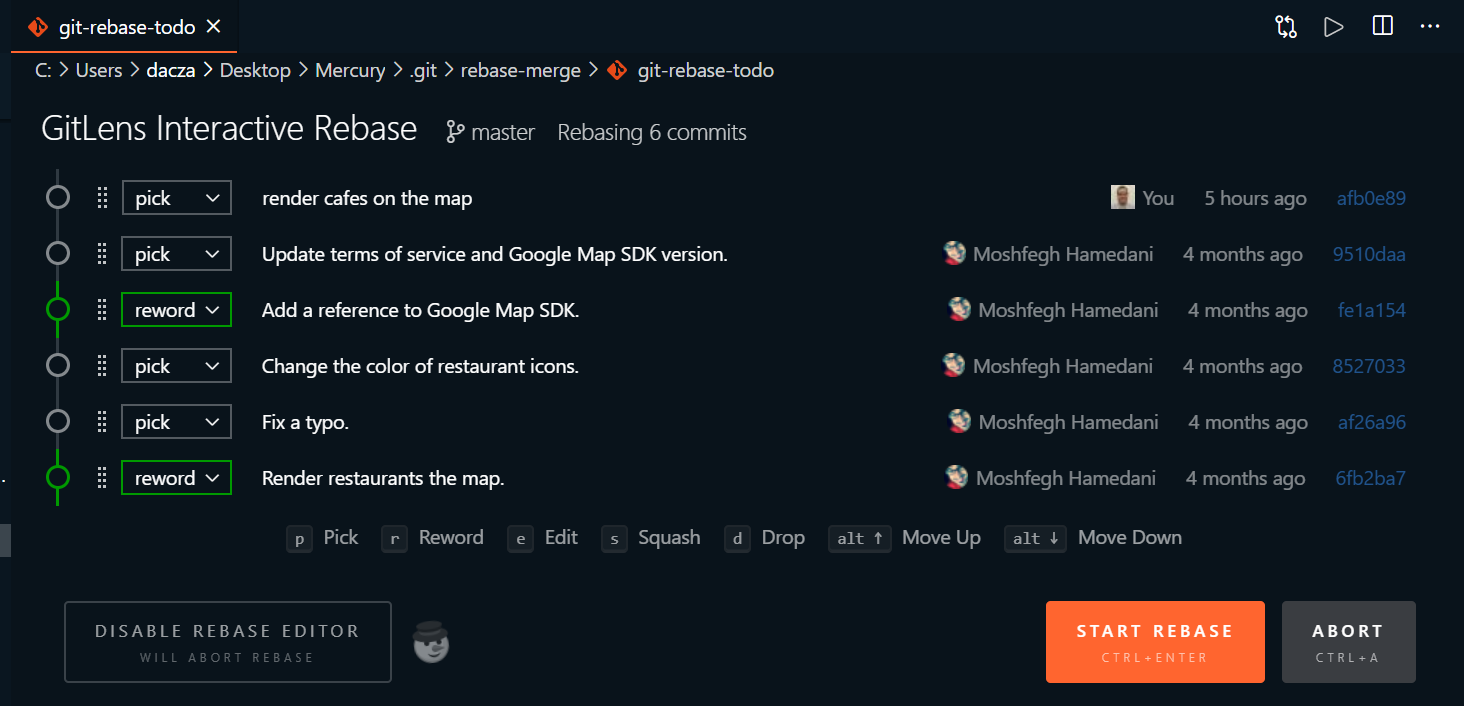 git-rebase-todo
C: Users dacza Desktop Mercury .git rebase-merge git-rebase-todo
GitLens Interactive Rebase master Rebasing 6 commits
pick render cafes on the map You 5 hours ago afb0e89
pick Update terms of service and Google Map SDK version. Moshfegh Hamedani 4 months ago 9510daa
reword Add a reference to Google Map SDK. Moshfegh Hamedani 4 months ago fe1a154
pick Change the color of restaurant icons. Moshfegh Hamedani 4 months ago 8527033
pick Fix a typo. Moshfegh Hamedani 4 months ago af26a96
reword Render restaurants the map. Moshfegh Hamedani 4 months ago 6fb2ba7
p Pick r Reword e Edit s Squash d Drop alt ↑ Move Up alt ↓ Move Down
DISABLE REBASE EDITOR START REBASE ABORT
WILL ABORT REBASE CTRL+ENTER CTRL+A